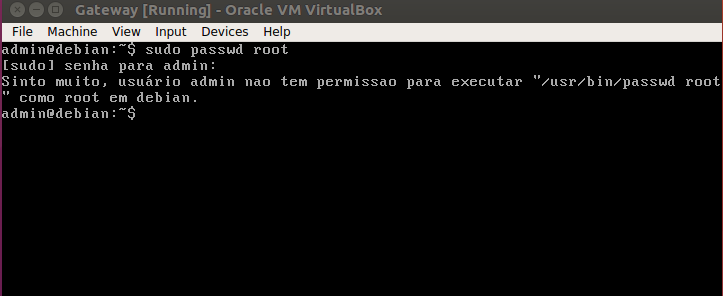 Gateway [Running] - Oracle VM VirtualBox
File Machine View Input Devices Help
admin@debian:~$ sudo passwd root
[sudo] senha para admin:
Sinto muito, usuário admin nao tem permissao para executar "/usr/bin/passwd root
" como root em debian.
admin@debian:~$